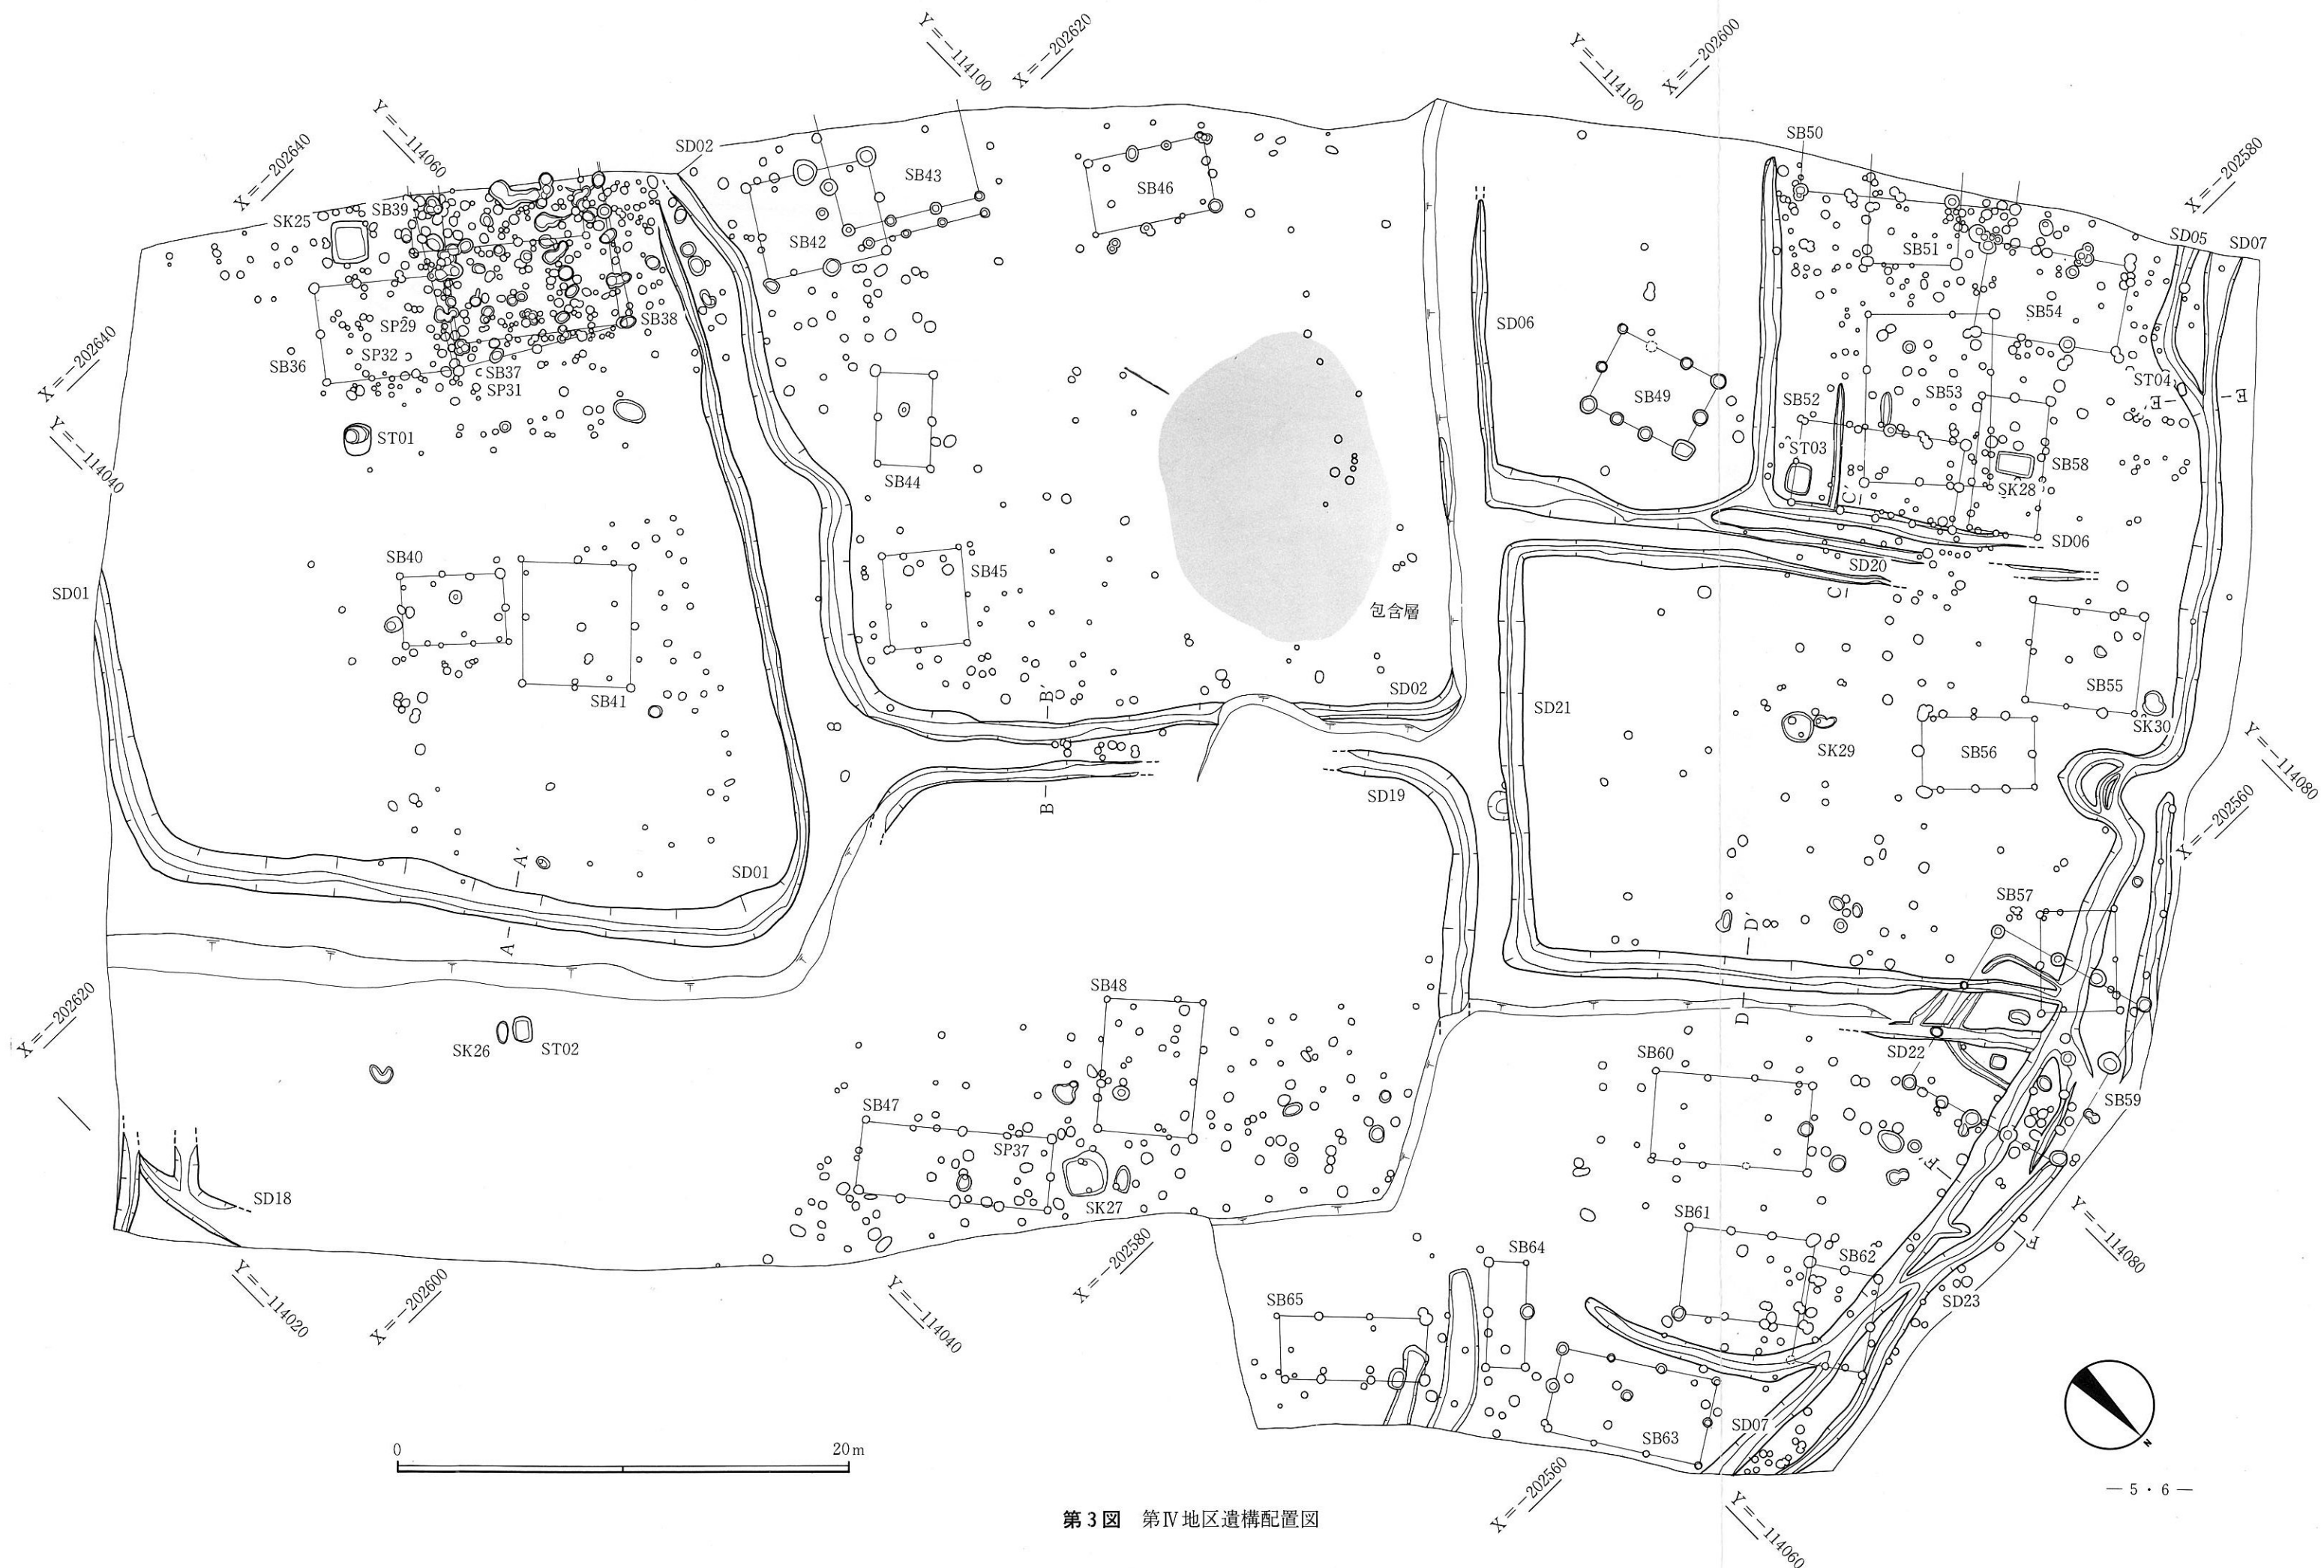 Y=-114100
X=-202620
Y=-114100
X=-202600
Y=-114060
X=-202640
SD02
SB50
X=-202580
SK25
SB39
SB43
SB46
SD05
SD07
SB42
SB51
SP29
SB38
SD06
SB54
X=-202640
SB36
SP32
SB37
SP31
SB49
SB52
SB53
ST04
E′
E
Y=-114040
ST01
SB44
ST03
SB58
SK28
C′
SB40
SB45
SD06
SD20
C
SD01
包含層
SB41
B′
SD02
SD21
SB55
SK30
SK29
SB56
Y=-114080
SD19
B
X=-202560
A′
SD01
SB57
D′
A
X=-202620
SB48
D
SK26
ST02
SB60
SD22
SB59
SB47
SP37
F′
SD18
SK27
SB61
F
Y=-114080
SB64
SB62
Y=-114020
X=-202600
Y=-114040
X=-202580
SB65
SD23
SB63
SD07
0
20m
N
X=-202560
Y=-114060
— 5・6 —
第3図 第Ⅳ地区遺構配置図